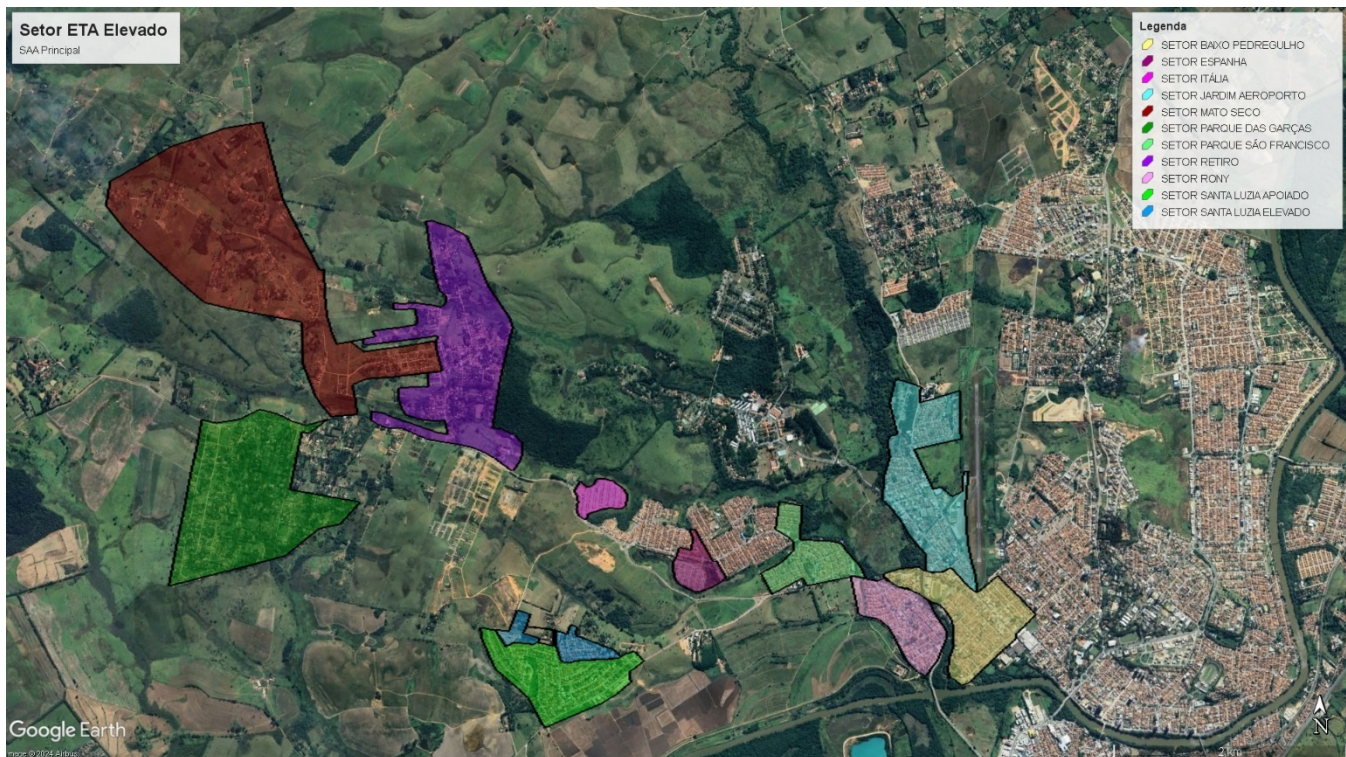 Setor ETA Elevado
SAA Principal
Legenda
SETOR BAIXO PEDREGULHO
SETOR ESPANHA
SETOR ITÁLIA
SETOR JARDIM AEROPORTO
SETOR MATO SECO
SETOR PARQUE DAS GARÇAS
SETOR PARQUE SÃO FRANCISCO
SETOR RETIRO
SETOR RONY
SETOR SANTA LUZIA APOIADO
SETOR SANTA LUZIA ELEVADO
Google Earth
Image © 2024 Airbus
N
2 km